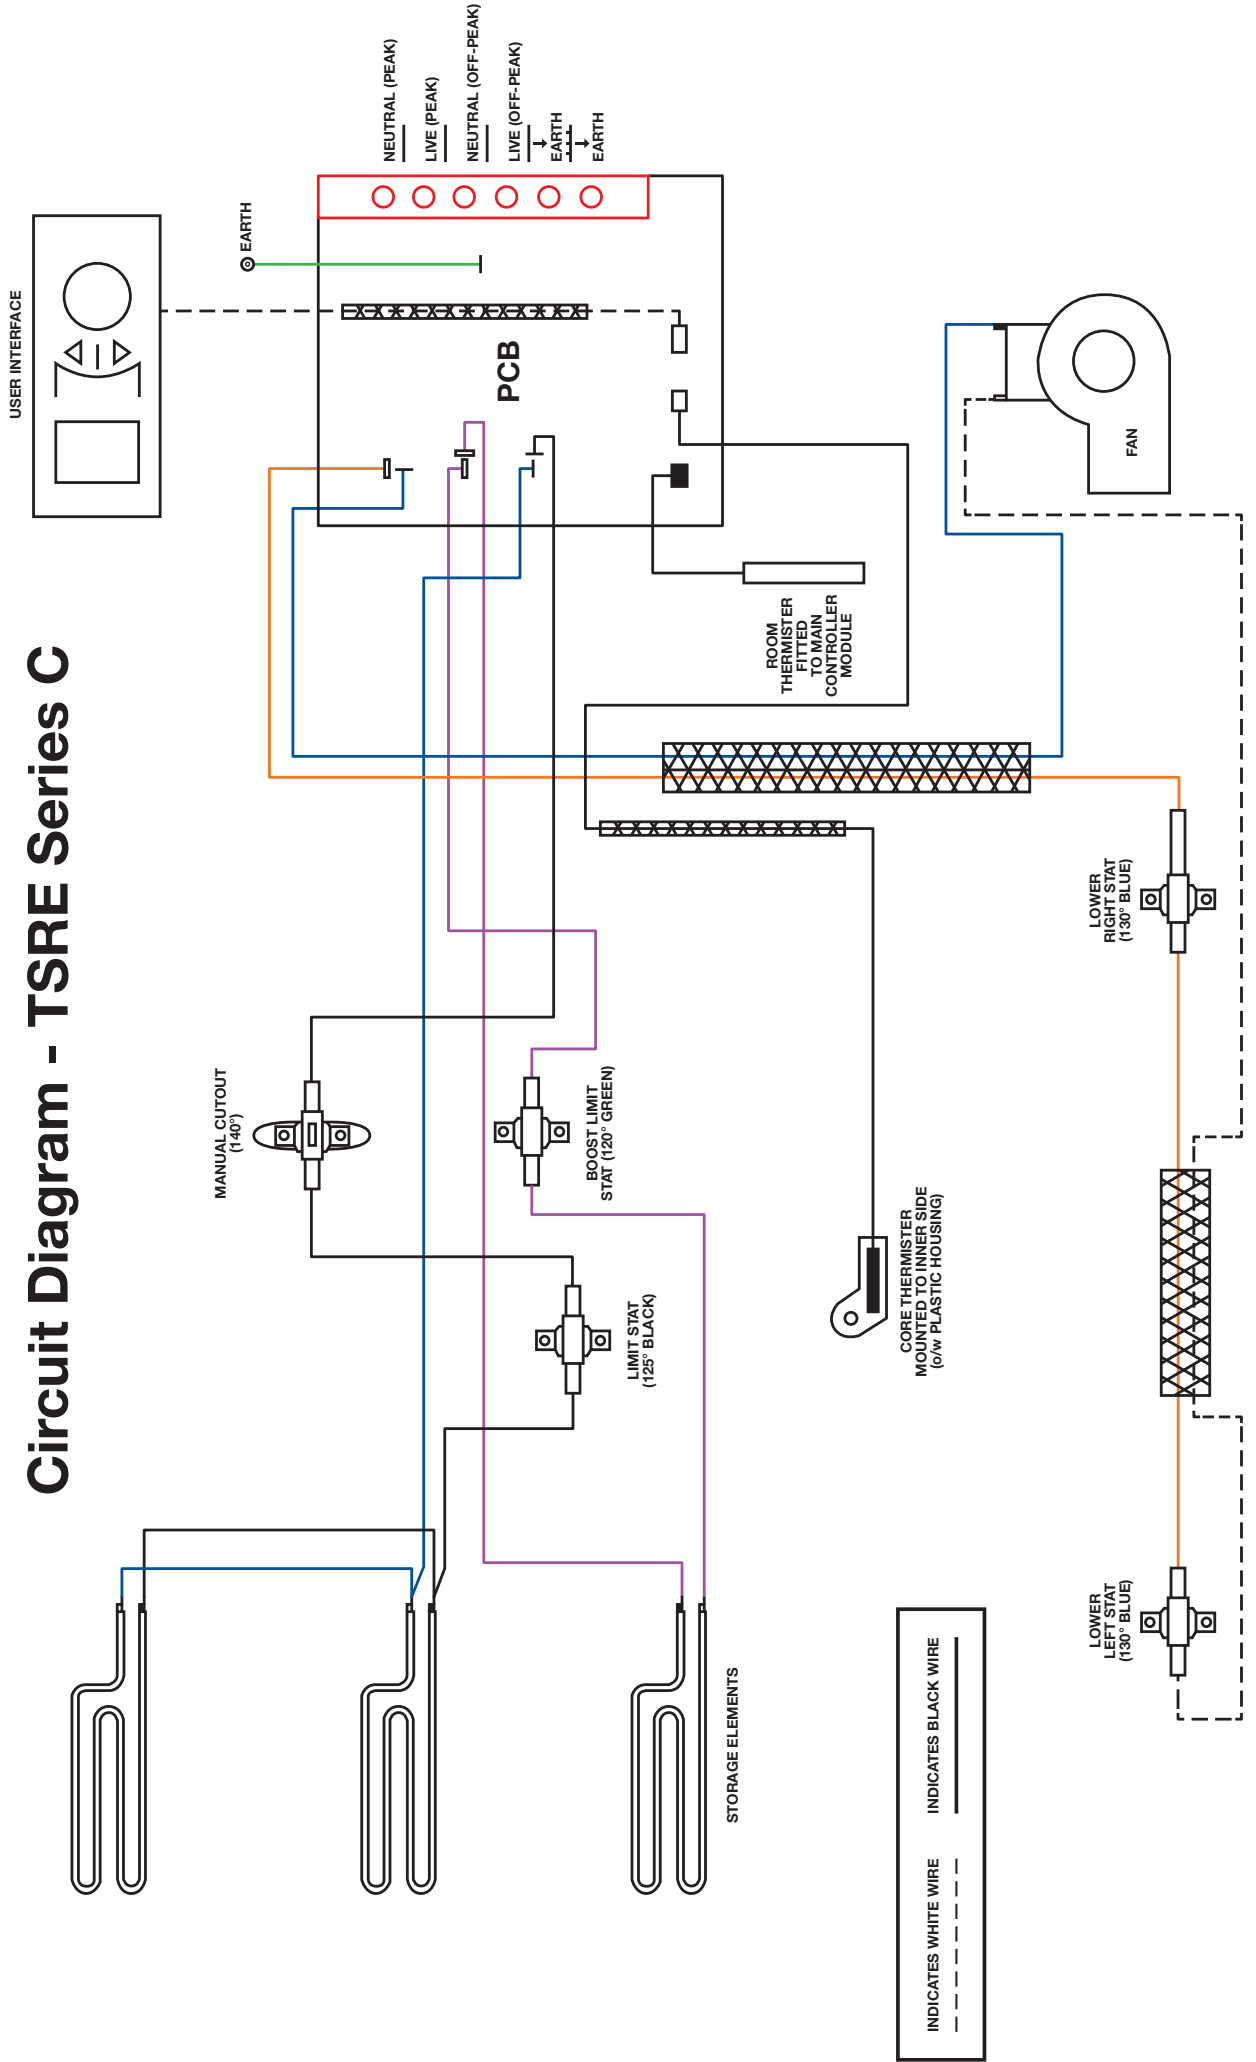 Circuit Diagram - TSRE Series C
USER INTERFACE
EARTH
NEUTRAL (PEAK)
LIVE (PEAK)
NEUTRAL (OFF-PEAK)
LIVE (OFF-PEAK)
EARTH
EARTH
PCB
MANUAL CUTOUT
(140°)
BOOST LIMIT
STAT (120° GREEN)
LIMIT STAT
(125° BLACK)
ROOM
THERMISTER
FITTED
TO MAIN
CONTROLLER
MODULE
FAN
STORAGE ELEMENTS
CORE THERMISTER
MOUNTED TO INNER SIDE
(o/w PLASTIC HOUSING)
LOWER
RIGHT STAT
(130° BLUE)
LOWER
LEFT STAT
(130° BLUE)
INDICATES WHITE WIRE
INDICATES BLACK WIRE